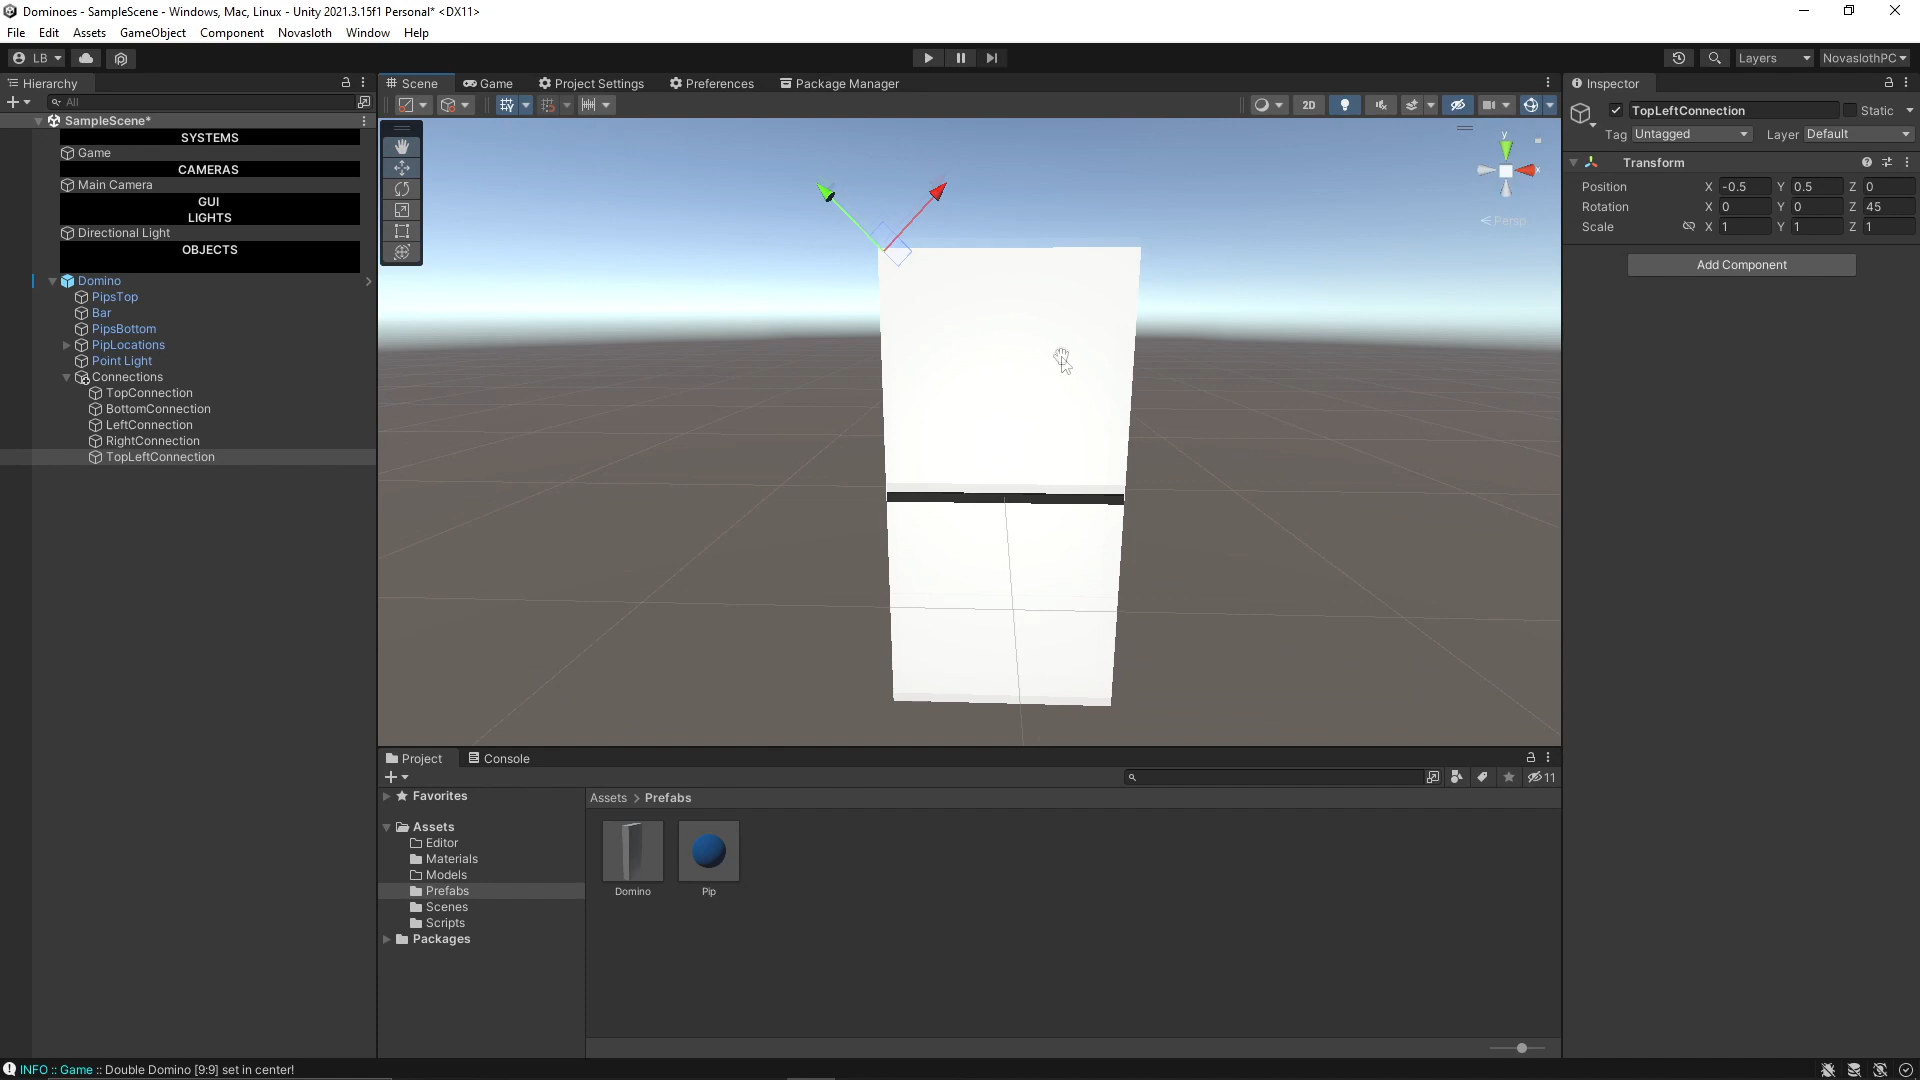 Dominoes - SampleScene - Windows, Mac, Linux - Unity 2021.3.15f1 Personal* <DX11>
File Edit Assets GameObject Component Novasloth Window Help
LB Layers NovaslothPC
Hierarchy
All
SampleScene*
SYSTEMS
Game
CAMERAS
Main Camera
GUI
LIGHTS
Directional Light
OBJECTS
Domino
PipsTop
Bar
PipsBottom
PipLocations
Point Light
Connections
TopConnection
BottomConnection
LeftConnection
RightConnection
TopLeftConnection
Scene Game Project Settings Preferences Package Manager
2D
y
x
Persp
Inspector
TopLeftConnection Static
Tag Untagged Layer Default
Transform
Position X -0.5 Y 0.5 Z 0
Rotation X 0 Y 0 Z 45
Scale X 1 Y 1 Z 1
Add Component
Project Console
11
Favorites
Assets
Editor
Materials
Models
Prefabs
Scenes
Scripts
Packages
Assets > Prefabs
Domino Pip
INFO :: Game :: Double Domino [9:9] set in center!